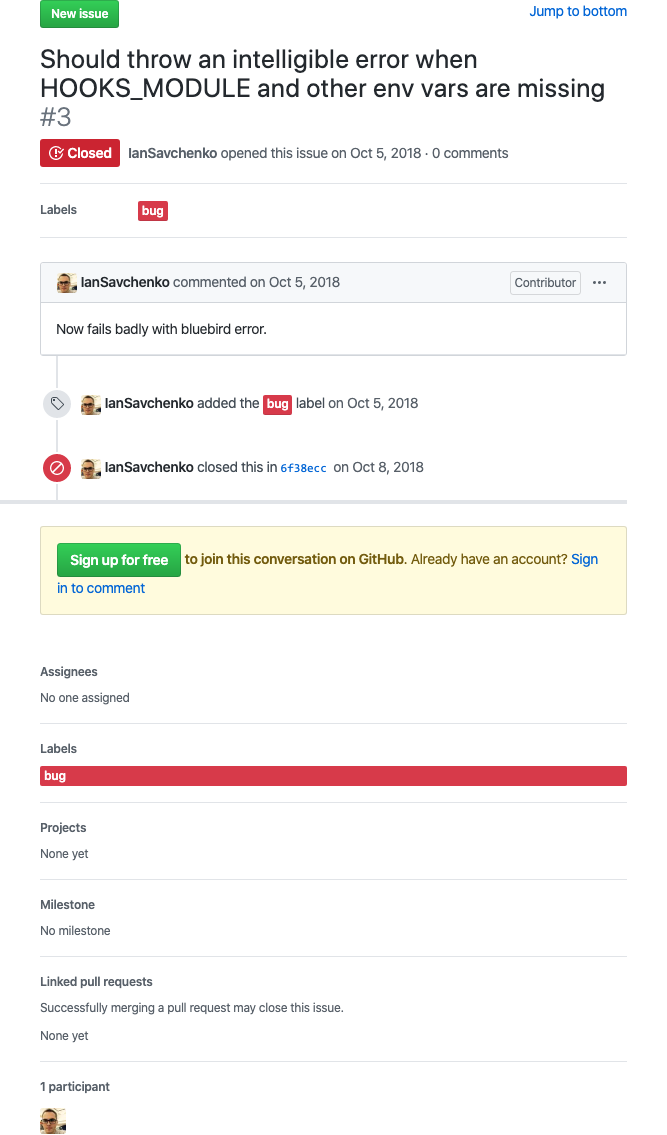 New issue
Jump to bottom
Should throw an intelligible error when
HOOKS_MODULE and other env vars are missing
#3
Closed IanSavchenko opened this issue on Oct 5, 2018 · 0 comments
Labels bug
IanSavchenko commented on Oct 5, 2018 Contributor ···
Now fails badly with bluebird error.
IanSavchenko added the bug label on Oct 5, 2018
IanSavchenko closed this in 6f38ecc on Oct 8, 2018
Sign up for free to join this conversation on GitHub. Already have an account? Sign
in to comment
Assignees
No one assigned
Labels
bug
Projects
None yet
Milestone
No milestone
Linked pull requests
Successfully merging a pull request may close this issue.
None yet
1 participant